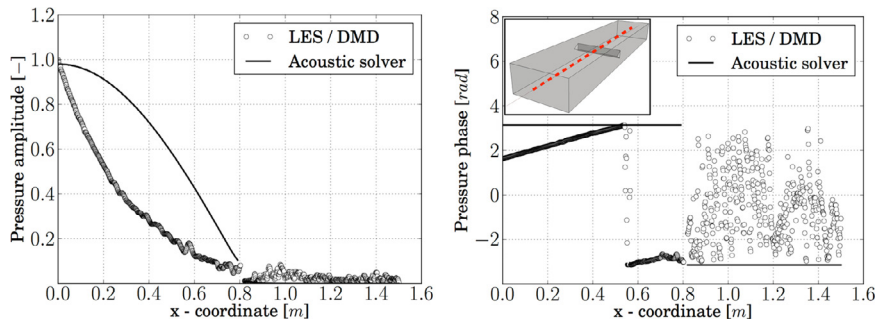 Pressure amplitude [−]
1.2
1.0
0.8
0.6
0.4
0.2
0.0 0.2 0.4 0.6 0.8 1.0 1.2 1.4 1.6
x - coordinate [m]
LES / DMD
Acoustic solver
Pressure phase [rad]
8
6
4
2
0
−2
0.0 0.2 0.4 0.6 0.8 1.0 1.2 1.4 1.6
x - coordinate [m]
LES / DMD
Acoustic solver